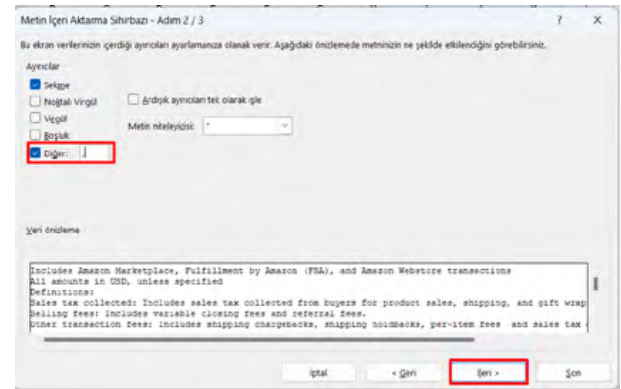 Metin İçeri Aktarma Sihirbazı - Adım 2 / 3
? X
Bu ekran verilerinizin içerdiği ayırıcıları ayarlamanıza olanak verir. Aşağıdaki önizlemede metninizin ne şekilde etkilendiğini görebilirsiniz.
Ayırıcılar
Sekme
Noktalı Virgül
Ardışık ayırıcıları tek olarak işle
Virgül
Metin niteleyicisi: "
Boşluk
Diğer:
Veri önizleme
Includes Amazon Marketplace, Fulfillment by Amazon (FBA), and Amazon Webstore transactions
All amounts in USD, unless specified
Definitions:
Sales tax collected: Includes sales tax collected from buyers for product sales, shipping, and gift wrap
Selling fees: Includes variable closing fees and referral fees.
Other transaction fees: Includes shipping chargebacks, shipping holdbacks, per-item fees and sales tax
İptal
< Geri
İleri >
Son